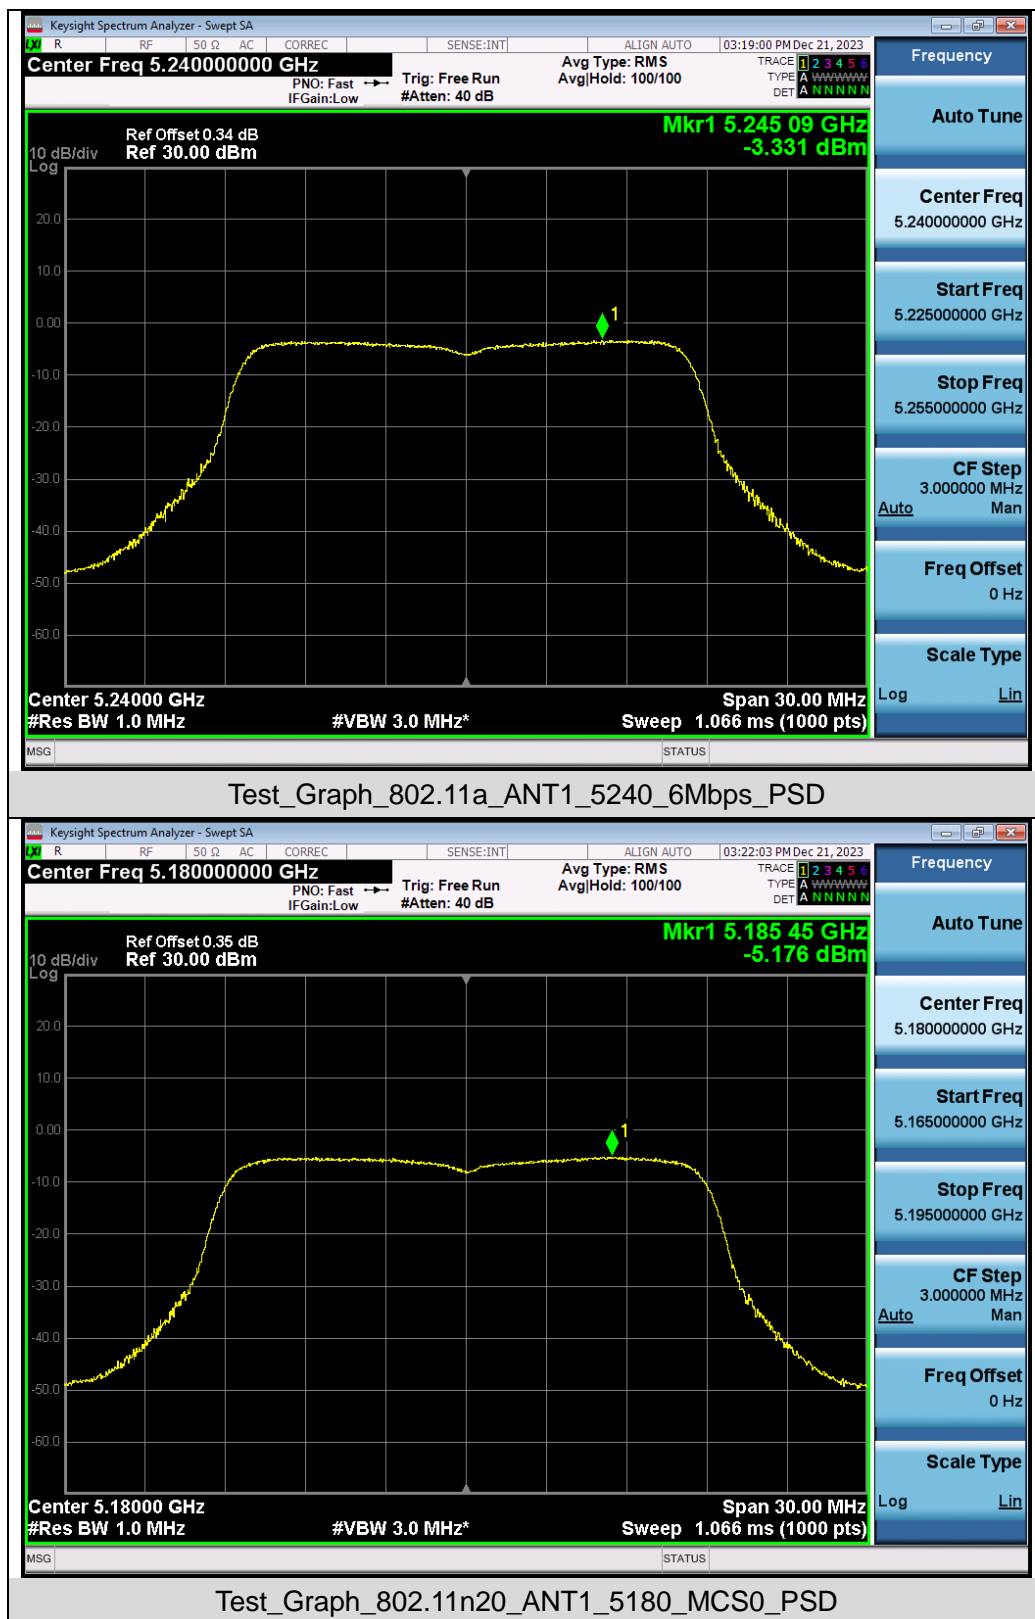 Keysight Spectrum Analyzer - Swept SA
LXI R RF 50 Ω AC CORREC SENSE:INT ALIGN AUTO 03:19:00 PM Dec 21, 2023
Center Freq 5.240000000 GHz Avg Type: RMS TRACE 1 2 3 4 5 6
PNO: Fast Trig: Free Run Avg|Hold: 100/100 TYPE A WWWWW
IFGain:Low #Atten: 40 dB DET A N N N N N
Mkr1 5.245 09 GHz
-3.331 dBm
Ref Offset 0.34 dB
10 dB/div Ref 30.00 dBm
Log
20.0
10.0
0.00
-10.0
-20.0
-30.0
-40.0
-50.0
-60.0
1
Center 5.24000 GHz Span 30.00 MHz
#Res BW 1.0 MHz #VBW 3.0 MHz* Sweep 1.066 ms (1000 pts)
MSG STATUS
Frequency
Auto Tune
Center Freq
5.240000000 GHz
Start Freq
5.225000000 GHz
Stop Freq
5.255000000 GHz
CF Step
3.000000 MHz
Auto Man
Freq Offset
0 Hz
Scale Type
Log Lin
Test_Graph_802.11a_ANT1_5240_6Mbps_PSD
Keysight Spectrum Analyzer - Swept SA
LXI R RF 50 Ω AC CORREC SENSE:INT ALIGN AUTO 03:22:03 PM Dec 21, 2023
Center Freq 5.180000000 GHz Avg Type: RMS TRACE 1 2 3 4 5 6
PNO: Fast Trig: Free Run Avg|Hold: 100/100 TYPE A WWWWW
IFGain:Low #Atten: 40 dB DET A N N N N N
Mkr1 5.185 45 GHz
-5.176 dBm
Ref Offset 0.35 dB
10 dB/div Ref 30.00 dBm
Log
20.0
10.0
0.00
-10.0
-20.0
-30.0
-40.0
-50.0
-60.0
1
Center 5.18000 GHz Span 30.00 MHz
#Res BW 1.0 MHz #VBW 3.0 MHz* Sweep 1.066 ms (1000 pts)
MSG STATUS
Frequency
Auto Tune
Center Freq
5.180000000 GHz
Start Freq
5.165000000 GHz
Stop Freq
5.195000000 GHz
CF Step
3.000000 MHz
Auto Man
Freq Offset
0 Hz
Scale Type
Log Lin
Test_Graph_802.11n20_ANT1_5180_MCS0_PSD